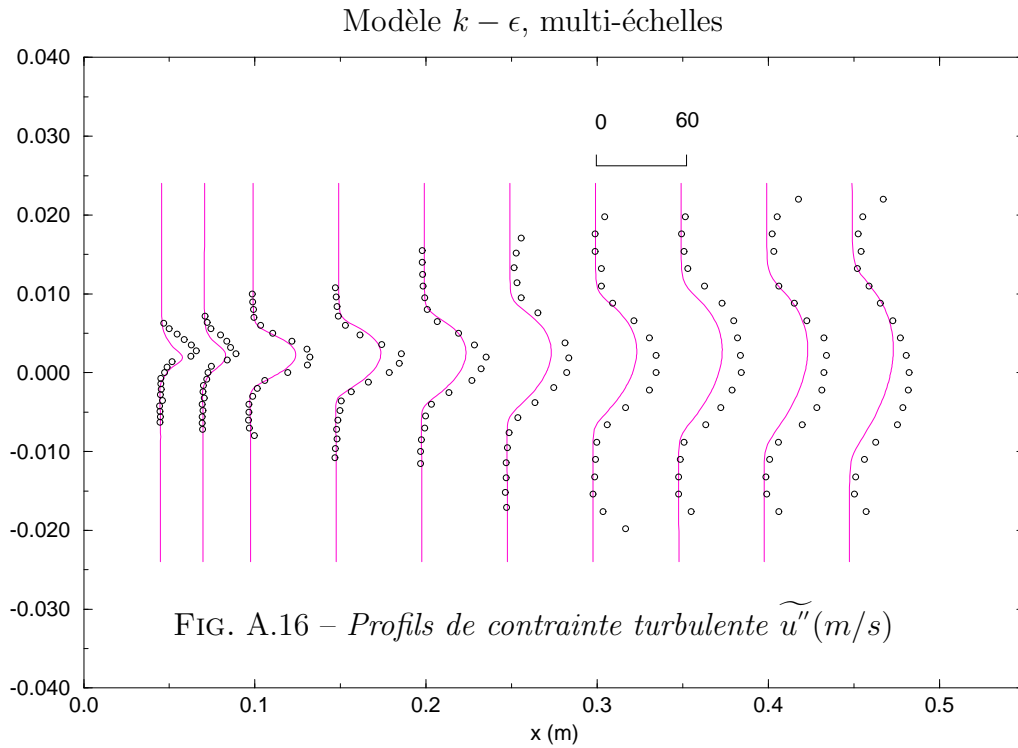 Modèle k − ϵ, multi-échelles
0.040
0.030
0.020
0.010
0.000
-0.010
-0.020
-0.030
-0.040
0 60
FIG. A.16 – Profils de contrainte turbulente u″(m/s)
0.0 0.1 0.2 0.3 0.4 0.5
x (m)